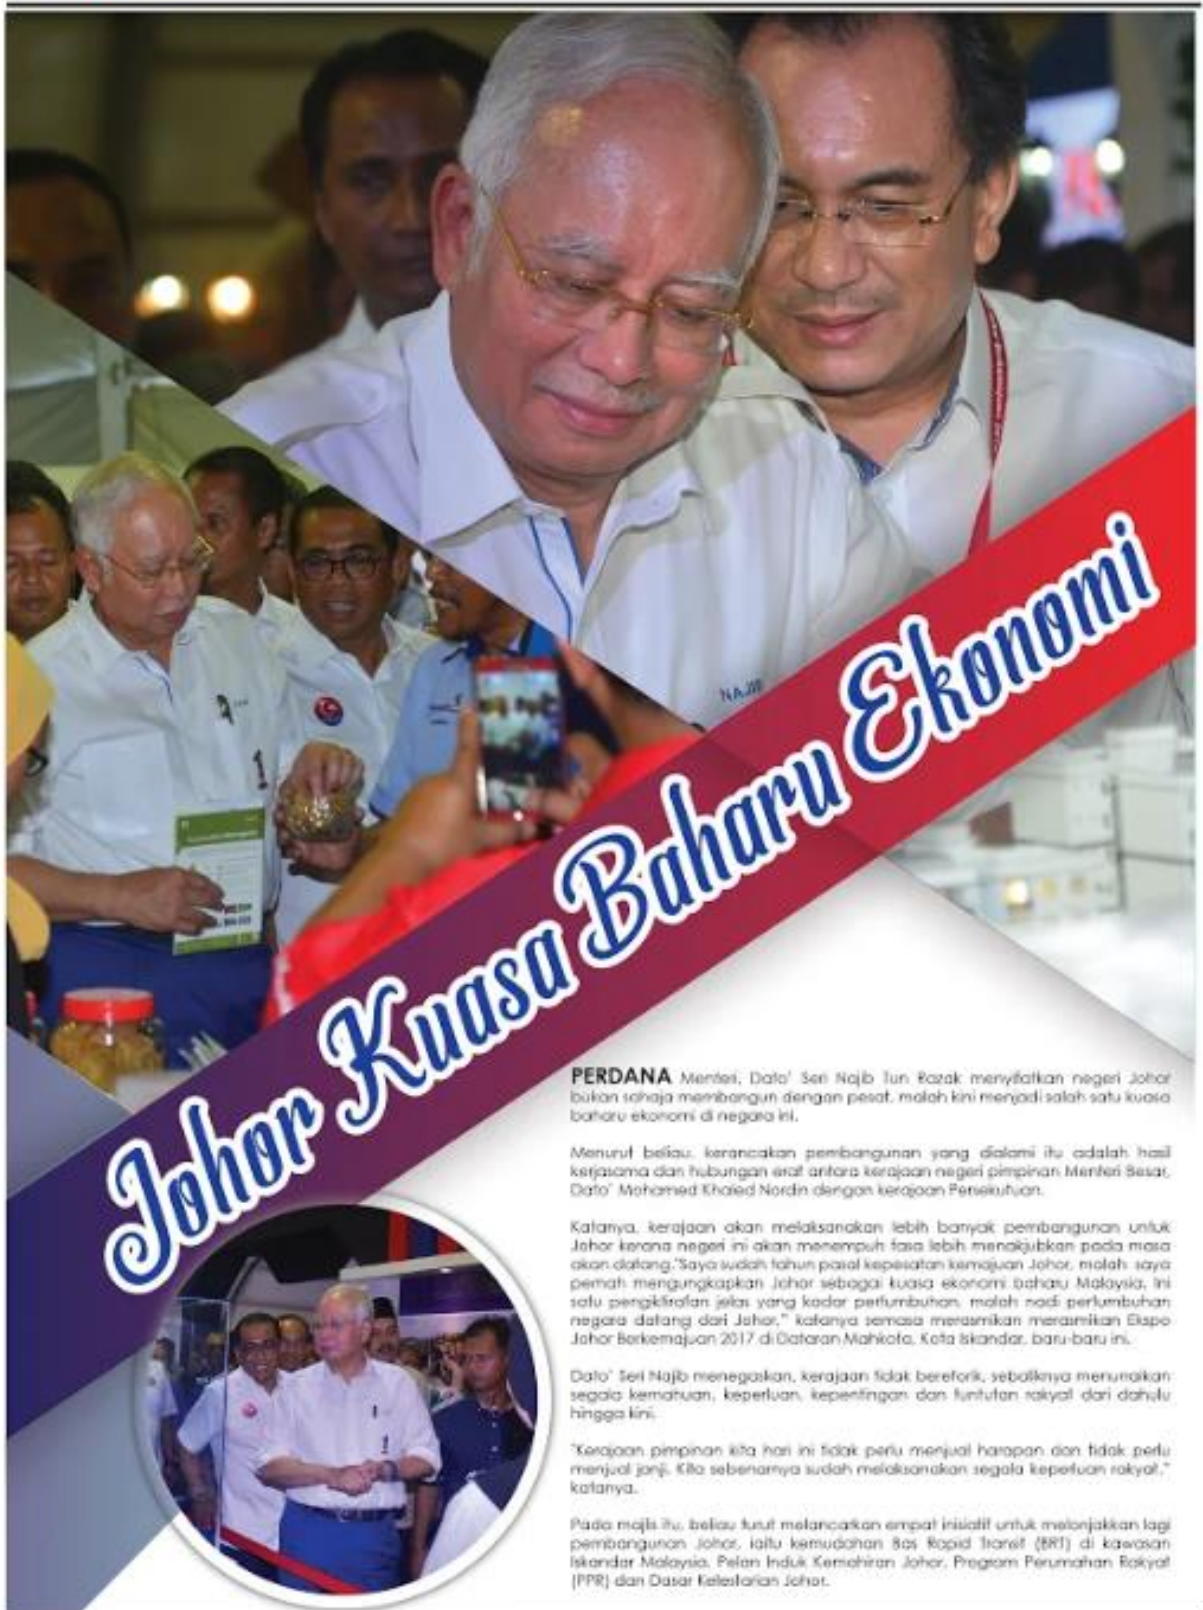 Johor Kuasa Baharu Ekonomi
NAJIB
PERDANA Menteri, Dato' Seri Najib Tun Razak menyifatkan negeri Johor
bukan sahaja membangun dengan pesat, malah kini menjadi salah satu kuasa
baharu ekonomi di negara ini.
Menurut beliau, kerancakan pembangunan yang dialami itu adalah hasil
kerjasama dan hubungan erat antara kerajaan negeri pimpinan Menteri Besar,
Dato' Mohamed Khaled Nordin dengan kerajaan Persekutuan.
Katanya, kerajaan akan melaksanakan lebih banyak pembangunan untuk
Johor kerana negeri ini akan menempuh fasa lebih menakjubkan pada masa
akan datang."Saya sudah tahun pasal kepesatan kemajuan Johor, malah saya
pernah mengungkapkan Johor sebagai kuasa ekonomi baharu Malaysia. Ini
satu pengiktirafan jelas yang kadar pertumbuhan, malah nadi pertumbuhan
negara datang dari Johor," katanya semasa merasmikan merasmikan Ekspo
Johor Berkemajuan 2017 di Dataran Mahkota, Kota Iskandar, baru-baru ini.
Dato' Seri Najib menegaskan, kerajaan tidak beretorik, sebaliknya menunaikan
segala kemahuan, keperluan, kepentingan dan tuntutan rakyat dari dahulu
hingga kini.
"Kerajaan pimpinan kita hari ini tidak perlu menjual harapan dan tidak perlu
menjual janji. Kita sebenarnya sudah melaksanakan segala keperluan rakyat,"
katanya.
Pada majlis itu, beliau turut melancarkan empat inisiatif untuk melonjakkan lagi
pembangunan Johor, iaitu kemudahan Bas Rapid Transit (BRT) di kawasan
Iskandar Malaysia, Pelan Induk Kemahiran Johor, Program Perumahan Rakyat
(PPR) dan Dasar Kelestarian Johor.